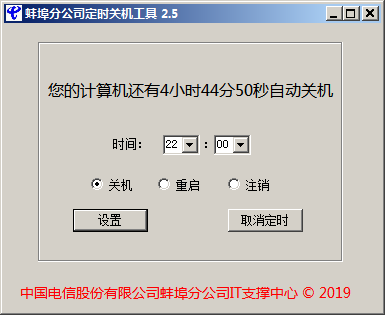 蚌埠分公司定时关机工具 2.5
您的计算机还有4小时44分50秒自动关机
时间： 22 ： 00
关机 重启 注销
设置 取消定时
中国电信股份有限公司蚌埠分公司IT支撑中心 © 2019